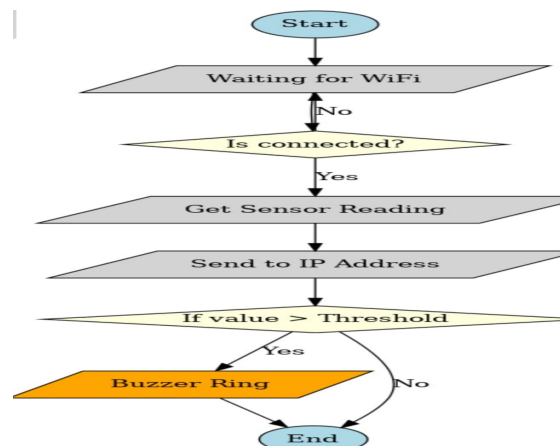 Start
Waiting for WiFi
No
Is connected?
Yes
Get Sensor Reading
Send to IP Address
If value > Threshold
Yes
Buzzer Ring
No
End